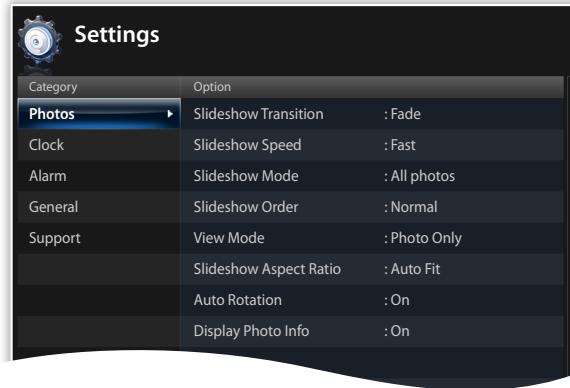 Settings
Category Option
Photos Slideshow Transition : Fade
Clock Slideshow Speed : Fast
Alarm Slideshow Mode : All photos
General Slideshow Order : Normal
Support View Mode : Photo Only
Slideshow Aspect Ratio : Auto Fit
Auto Rotation : On
Display Photo Info : On